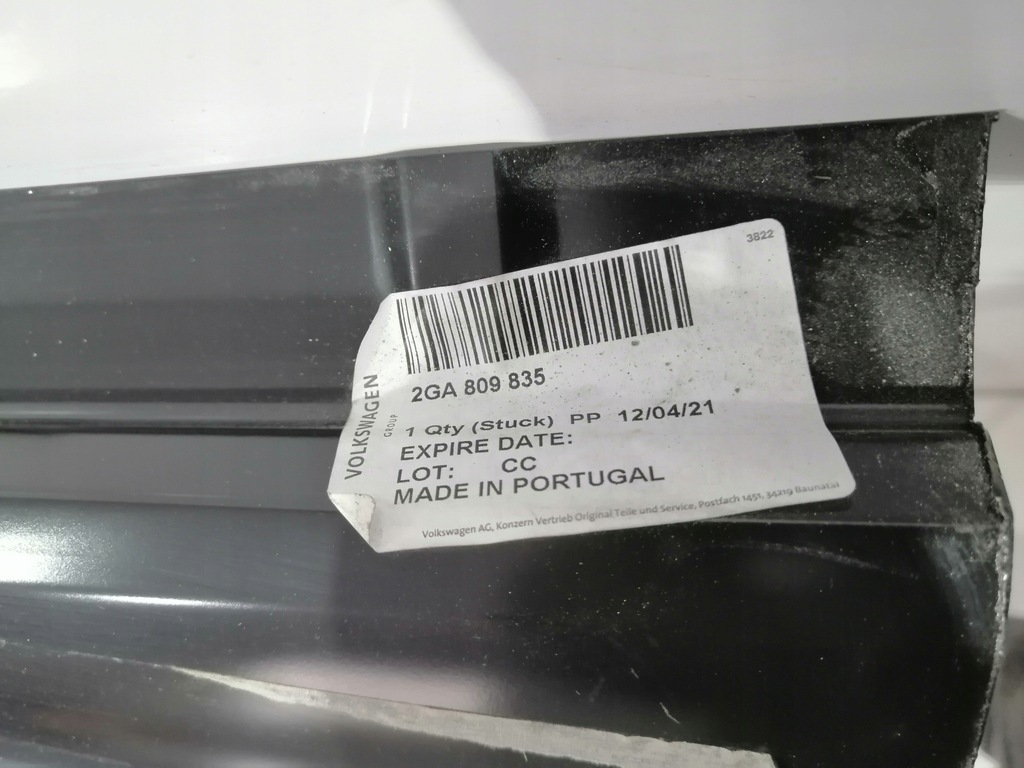 3822
2GA 809 835
VOLKSWAGEN
GROUP
1 Qty (Stuck) PP 12/04/21
EXPIRE DATE:
LOT: CC
MADE IN PORTUGAL
Volkswagen AG, Konzern Vertrieb Original Teile und Service, Postfach 1451, 34219 Baunatal